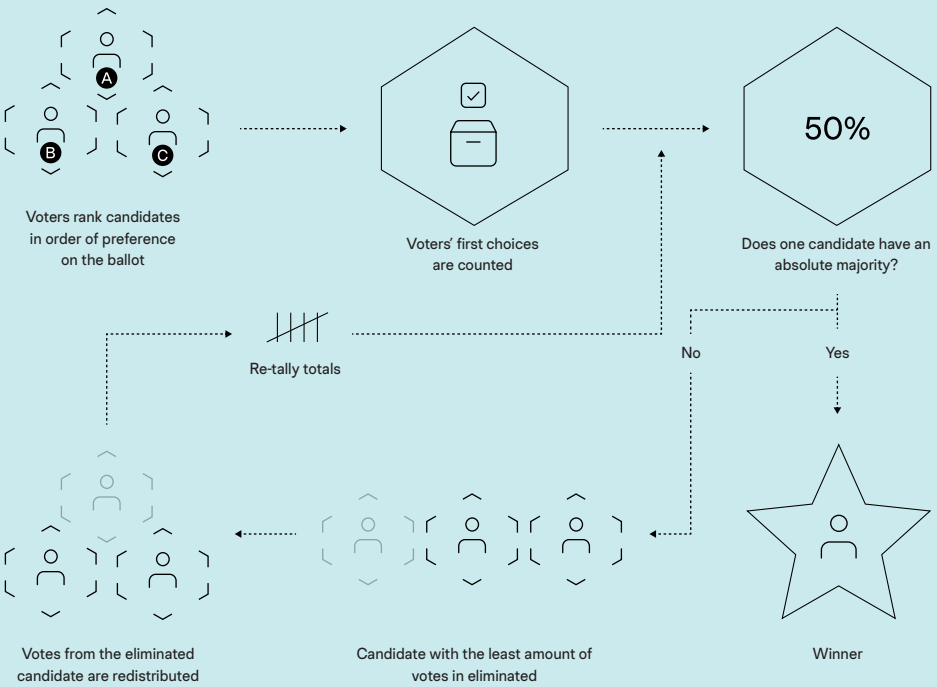 A
B
C
50%
Voters rank candidates
in order of preference
on the ballot
Voters’ first choices
are counted
Does one candidate have an
absolute majority?
Re-tally totals
No
Yes
Votes from the eliminated
candidate are redistributed
Candidate with the least amount of
votes in eliminated
Winner